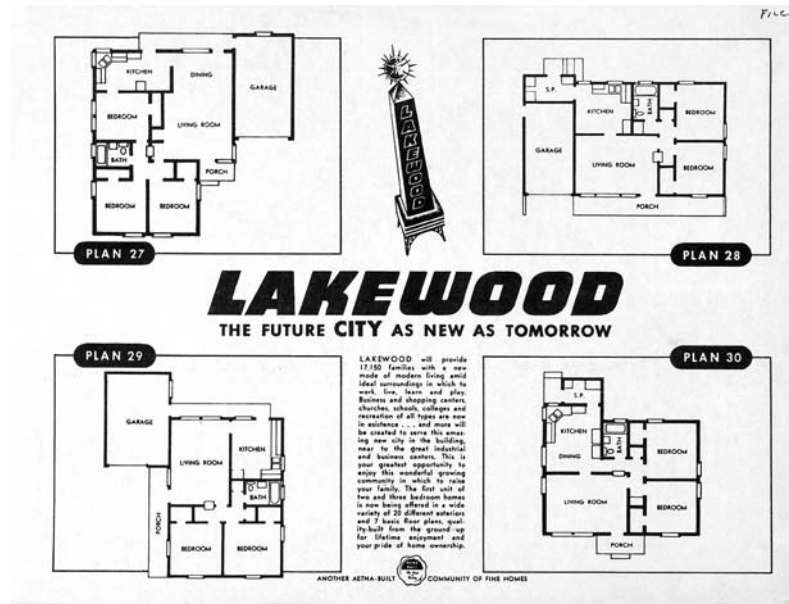 FILE
KITCHEN
DINING
GARAGE
BEDROOM
LIVING ROOM
BATH
PORCH
BEDROOM
BEDROOM
PLAN 27
LAKEWOOD
S.P.
KITCHEN
BATH
BEDROOM
GARAGE
LIVING ROOM
BEDROOM
PORCH
PLAN 28
LAKEWOOD
THE FUTURE CITY AS NEW AS TOMORROW
PLAN 29
GARAGE
LIVING ROOM
KITCHEN
BATH
PORCH
BEDROOM
BEDROOM
LAKEWOOD will provide
17,150 families with a new
mode of modern living amid
ideal surroundings in which to
work, live, learn and play.
Business and shopping centers,
churches, schools, colleges and
recreation of all types are now
in existence . . . and more will
be created to serve this amaz-
ing new city in the building,
near to the great industrial
and business centers. This is
your greatest opportunity to
enjoy this wonderful growing
community in which to raise
your family. The first unit of
two and three bedroom homes
is now being offered in a wide
variety of 20 different exteriors
and 7 basic floor plans, qual-
ity-built from the ground up
for lifetime enjoyment and
your pride of home ownership.
PLAN 30
S.P.
KITCHEN
BATH
DINING
BEDROOM
LIVING ROOM
BEDROOM
PORCH
ANOTHER AETNA-BUILT COMMUNITY OF FINE HOMES